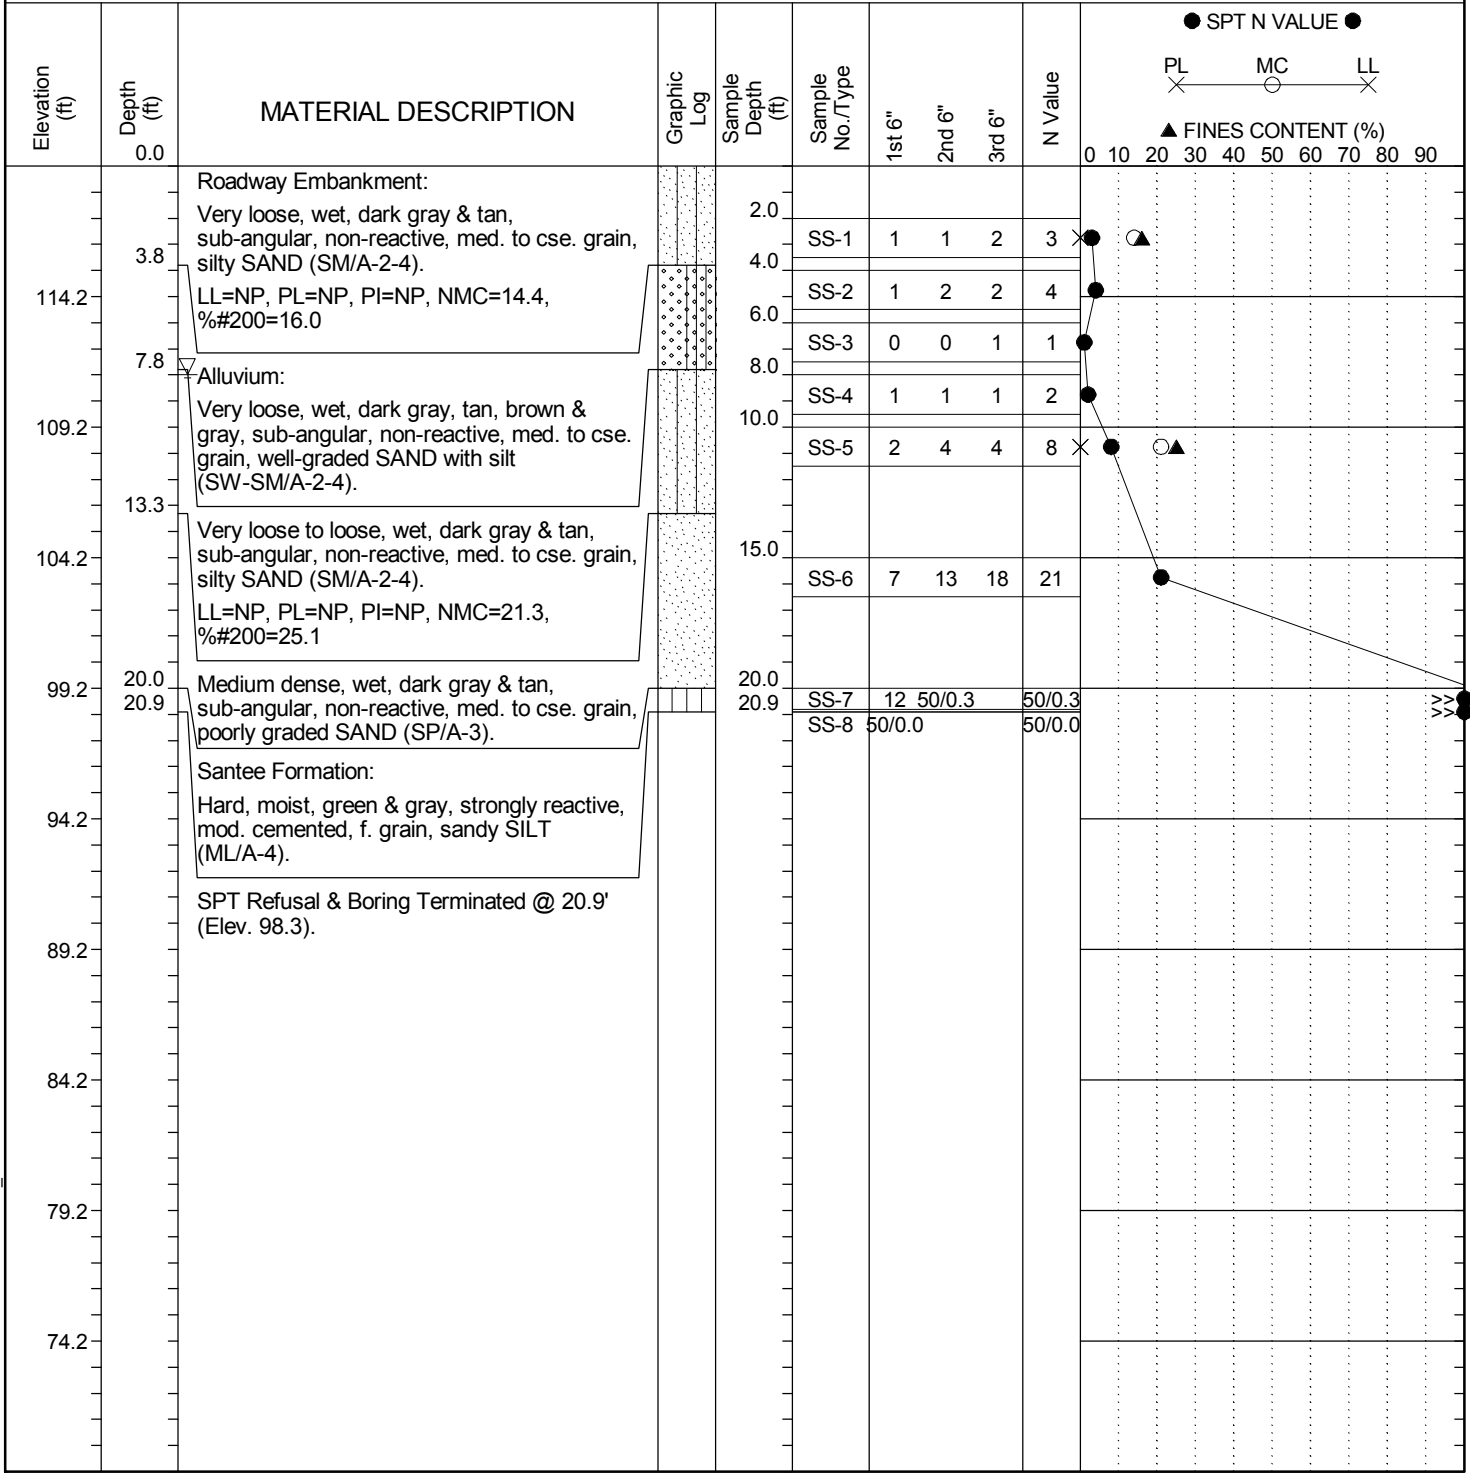 ● SPT N VALUE ●
PL MC LL
▲ FINES CONTENT (%)
0 10 20 30 40 50 60 70 80 90
Elevation
(ft)
Depth
(ft)
0.0
MATERIAL DESCRIPTION
Graphic
Log
Sample
Depth
(ft)
Sample
No./Type
1st 6"
2nd 6"
3rd 6"
N Value
Roadway Embankment:
Very loose, wet, dark gray & tan,
sub-angular, non-reactive, med. to cse. grain,
silty SAND (SM/A-2-4).
LL=NP, PL=NP, PI=NP, NMC=14.4,
%#200=16.0
Alluvium:
Very loose, wet, dark gray, tan, brown &
gray, sub-angular, non-reactive, med. to cse.
grain, well-graded SAND with silt
(SW-SM/A-2-4).
Very loose to loose, wet, dark gray & tan,
sub-angular, non-reactive, med. to cse. grain,
silty SAND (SM/A-2-4).
LL=NP, PL=NP, PI=NP, NMC=21.3,
%#200=25.1
Medium dense, wet, dark gray & tan,
sub-angular, non-reactive, med. to cse. grain,
poorly graded SAND (SP/A-3).
Santee Formation:
Hard, moist, green & gray, strongly reactive,
mod. cemented, f. grain, sandy SILT
(ML/A-4).
SPT Refusal & Boring Terminated @ 20.9'
(Elev. 98.3).
114.2
109.2
104.2
99.2
94.2
89.2
84.2
79.2
74.2
3.8
7.8
13.3
20.0
20.9
2.0
4.0
6.0
8.0
10.0
15.0
20.0
20.9
SS-1 1 1 2 3
SS-2 1 2 2 4
SS-3 0 0 1 1
SS-4 1 1 1 2
SS-5 2 4 4 8
SS-6 7 13 18 21
SS-7 12 50/0.3 50/0.3
SS-8 50/0.0 50/0.0
>>
>>